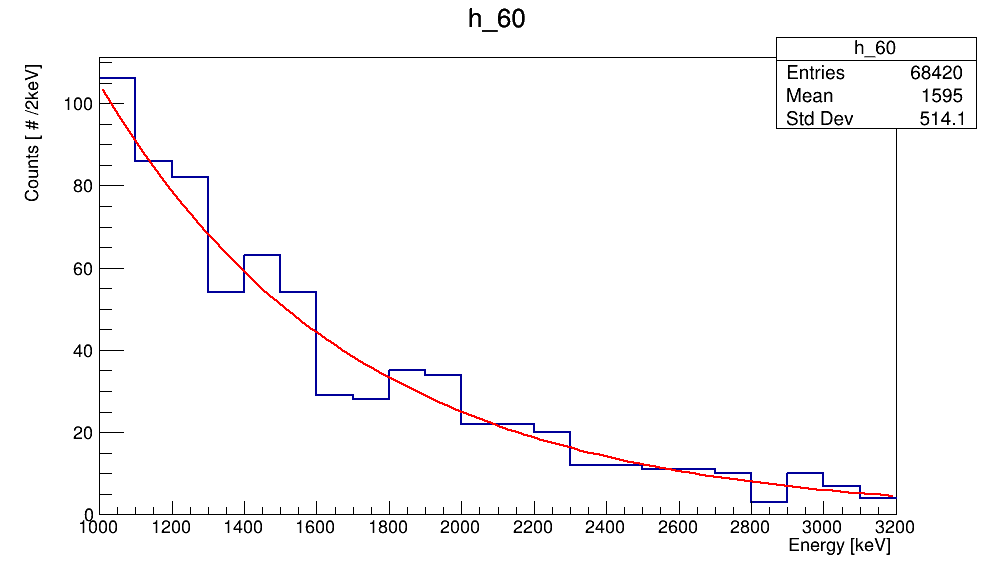 h_60
h_60
Entries 68420
Mean 1595
Std Dev 514.1
Counts [ # /2keV]
100
80
60
40
20
0
1000 1200 1400 1600 1800 2000 2200 2400 2600 2800 3000 3200
Energy [keV]